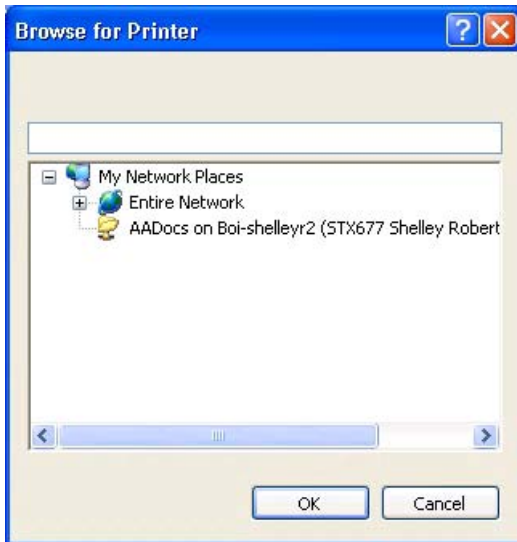 Browse for Printer
My Network Places
Entire Network
AADocs on Boi-shelleyr2 (STX677 Shelley Robert
OK
Cancel